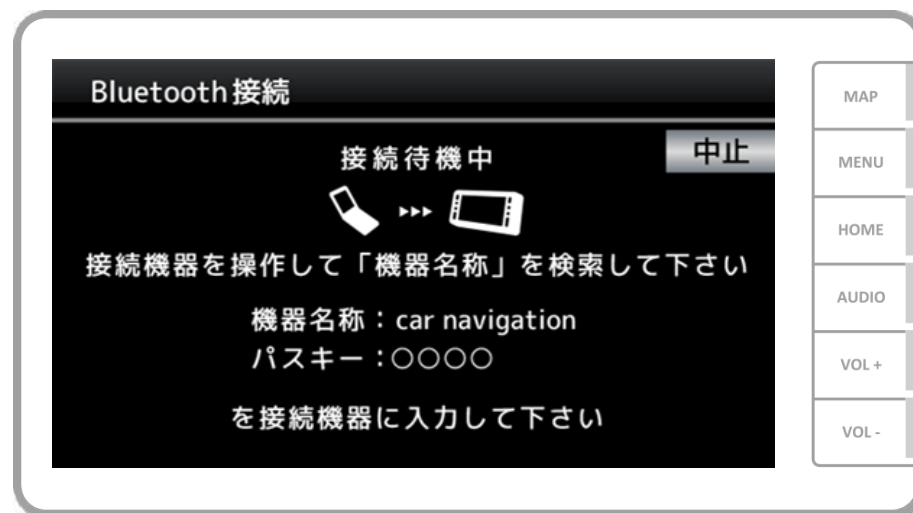 Bluetooth接続
接続待機中
中止
接続機器を操作して「機器名称」を検索して下さい
機器名称：car navigation
パスキー：○○○○
を接続機器に入力して下さい
MAP
MENU
HOME
AUDIO
VOL +
VOL -